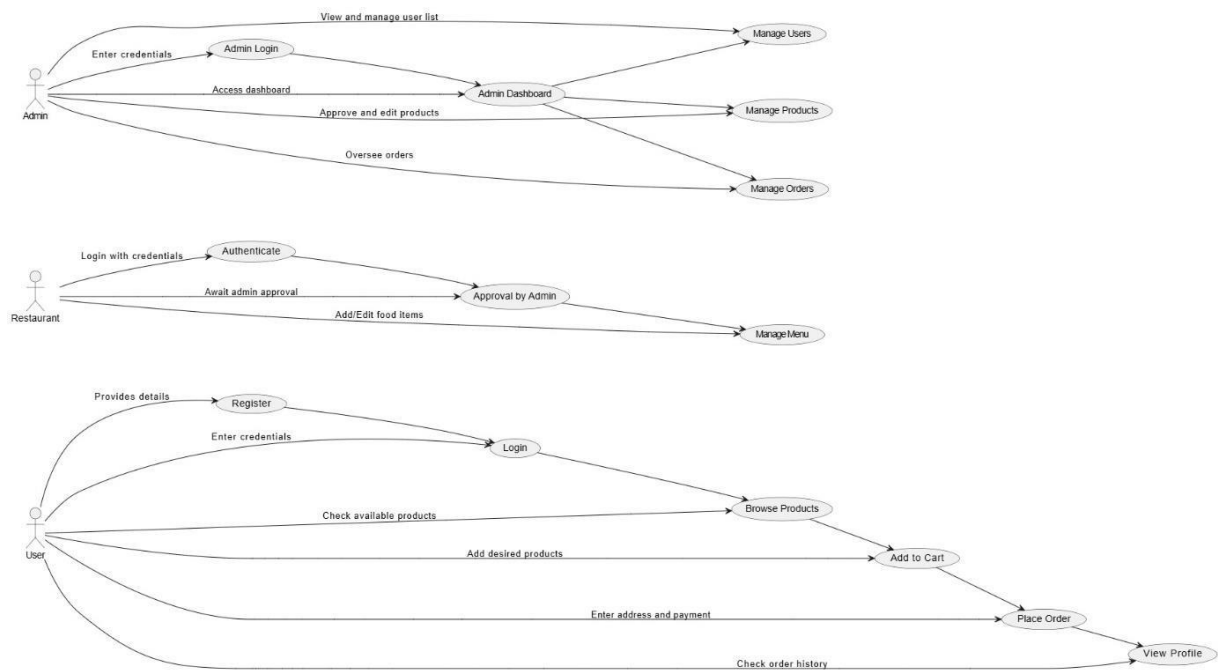 View and manage user list
Manage Users
Enter credentials
Admin Login
Access dashboard
Admin Dashboard
Admin
Approve and edit products
Manage Products
Oversee orders
Manage Orders
Login with credentials
Authenticate
Await admin approval
Approval by Admin
Restaurant
Add/Edit food items
Manage Menu
Provides details
Register
Enter credentials
Login
Check available products
Browse Products
User
Add desired products
Add to Cart
Enter address and payment
Place Order
Check order history
View Profile